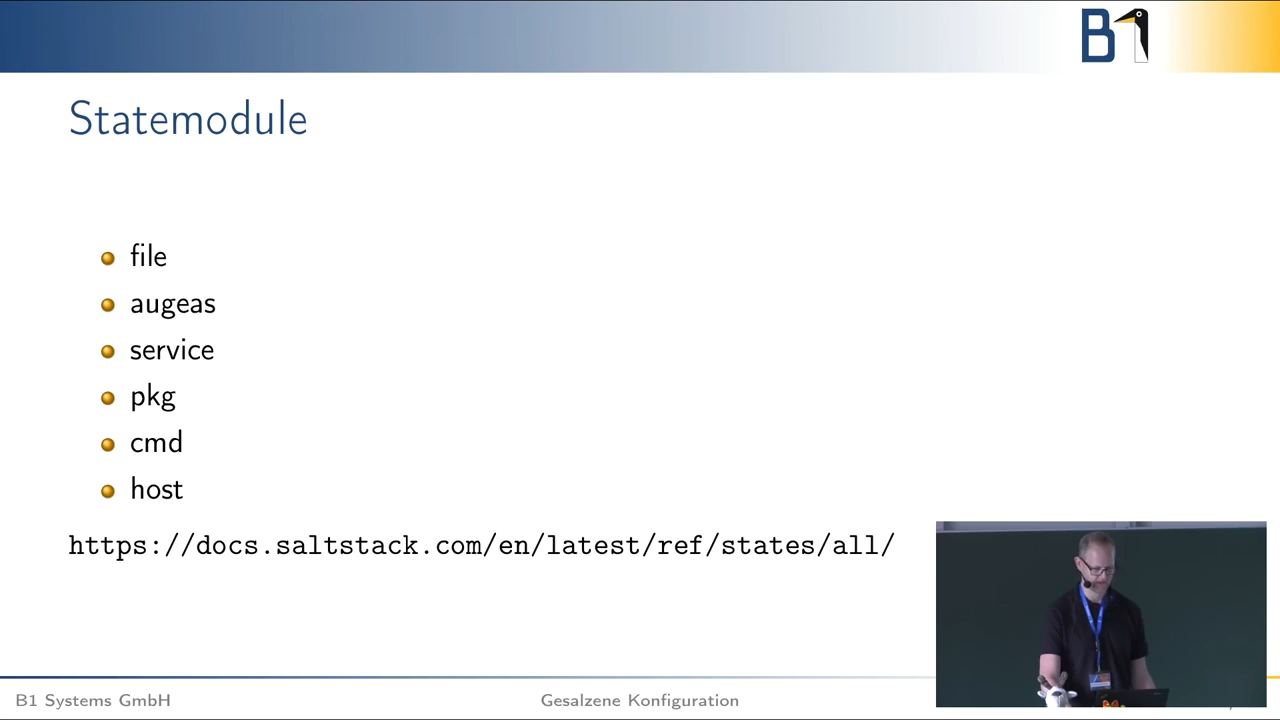 B1
Statemodule
file
augeas
service
pkg
cmd
host
https://docs.saltstack.com/en/latest/ref/states/all/
B1 Systems GmbH
Gesalzene Konfiguration